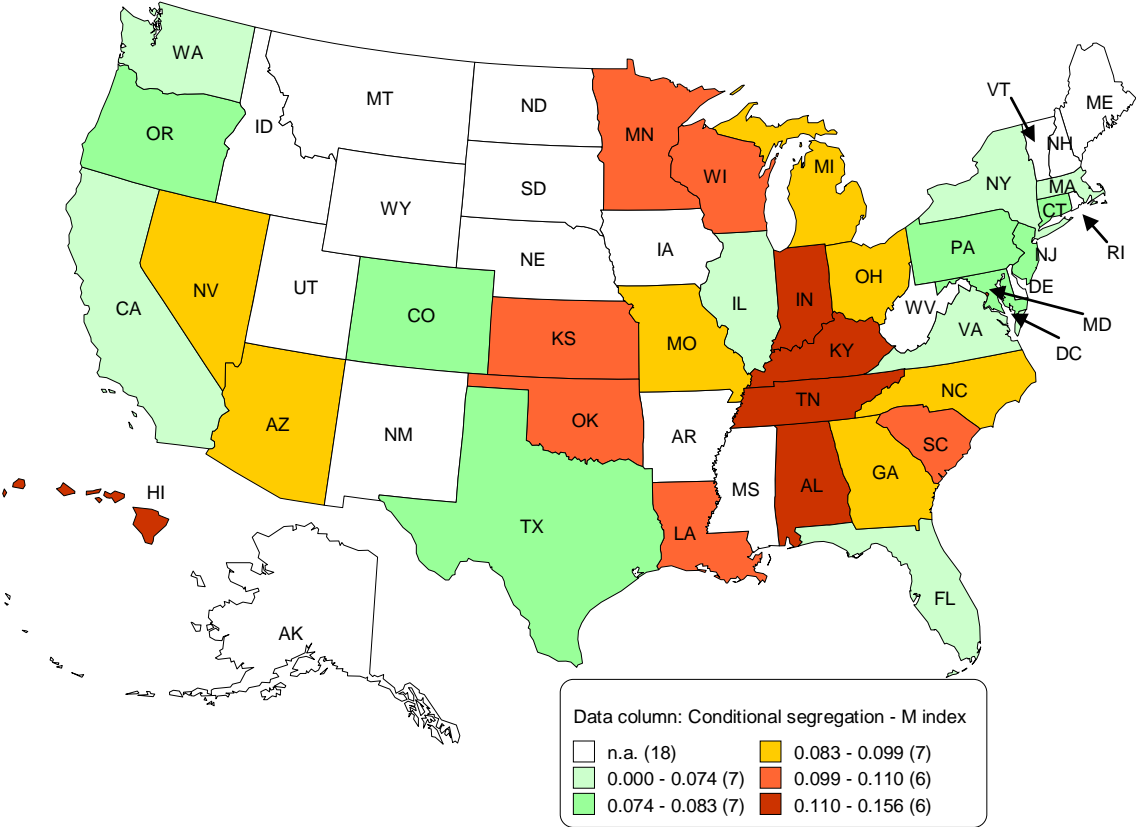 WA
MT
ND
VT
ME
OR
ID
MN
NH
SD
WI
MI
NY
MA
WY
CT
IA
PA
RI
NE
NJ
OH
DE
NV
UT
IN
IL
WV
CA
CO
MD
KS
MO
KY
VA
DC
TN
NC
AZ
NM
OK
AR
SC
GA
HI
MS
AL
TX
LA
FL
AK
Data column: Conditional segregation - M index
n.a. (18)
0.083 - 0.099 (7)
0.000 - 0.074 (7)
0.099 - 0.110 (6)
0.074 - 0.083 (7)
0.110 - 0.156 (6)